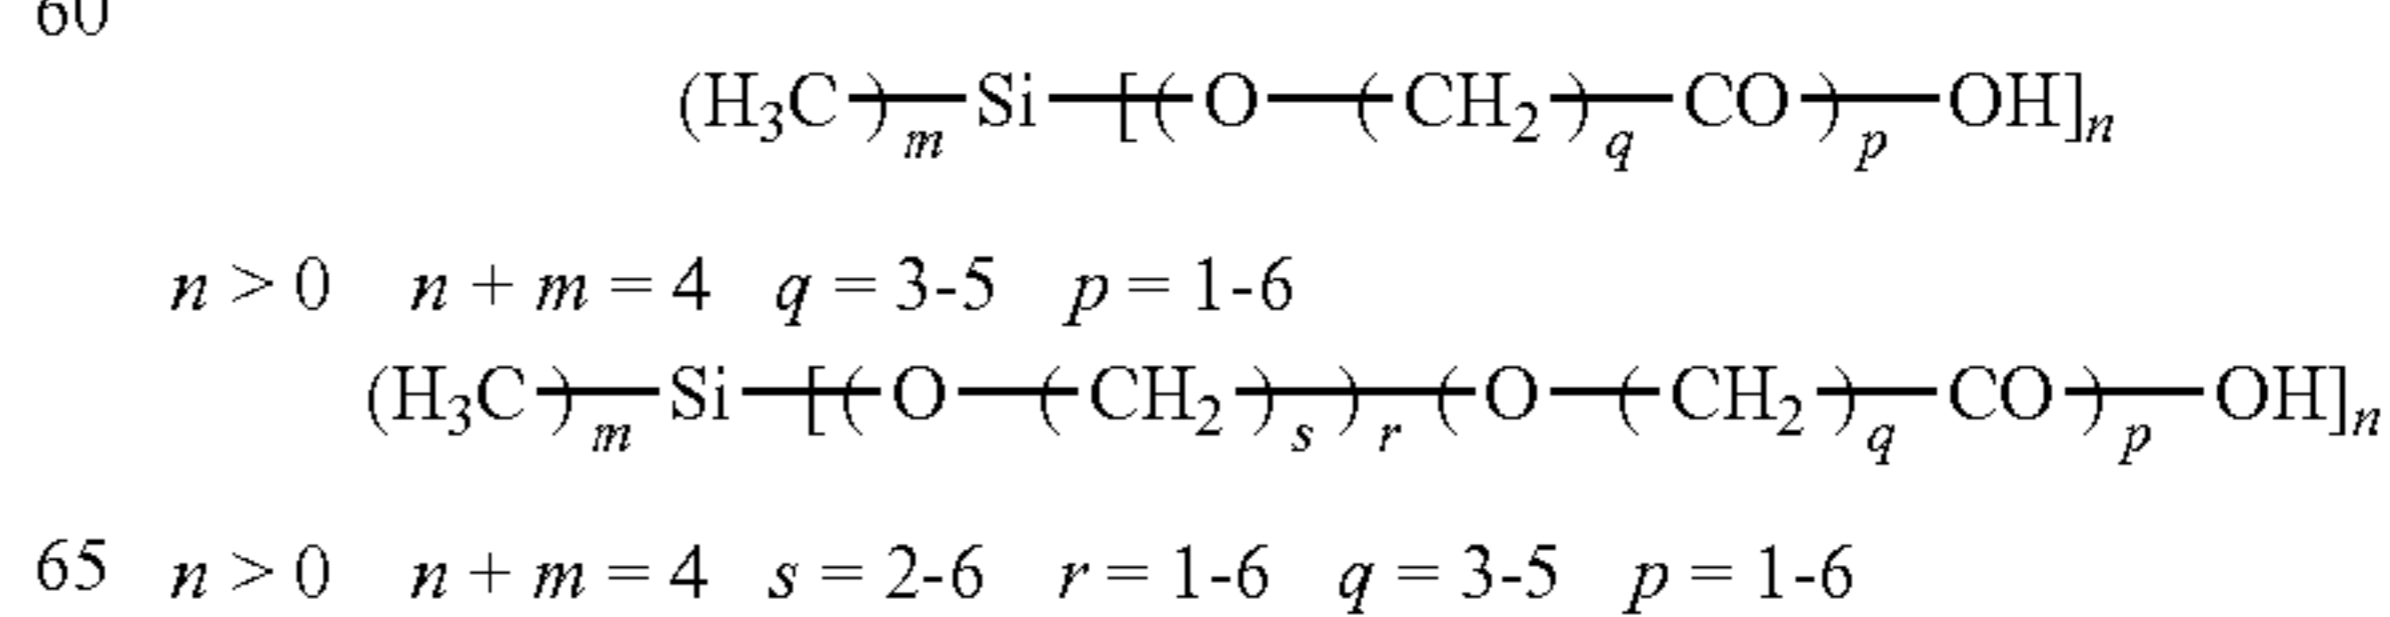 60
(H₃C)ₘ—Si—[(O—(CH₂)q—CO)ₚ—OH]ₙ
n > 0 n + m = 4 q = 3-5 p = 1-6
(H₃C)ₘ—Si—[(O—(CH₂)ₛ)ᵣ(O—(CH₂)q—CO)ₚ—OH]ₙ
65 n > 0 n + m = 4 s = 2-6 r = 1-6 q = 3-5 p = 1-6